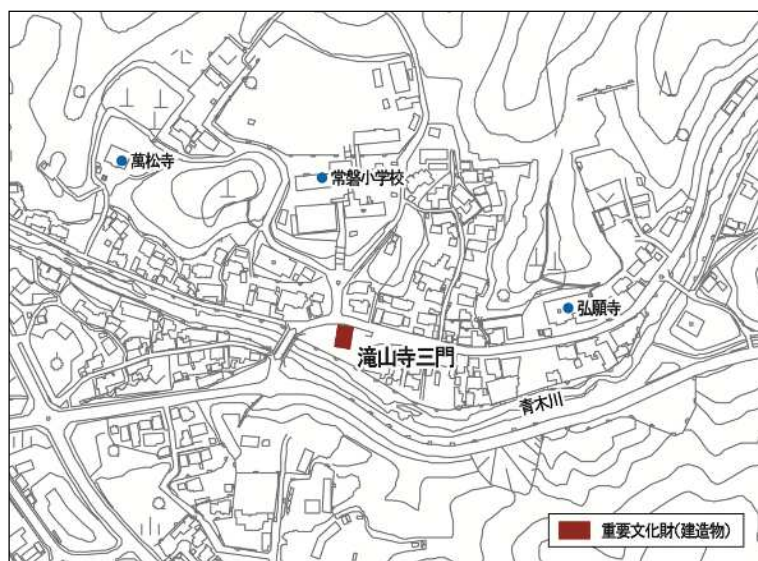 萬松寺
常磐小学校
弘願寺
滝山寺三門
青木川
重要文化財(建造物)